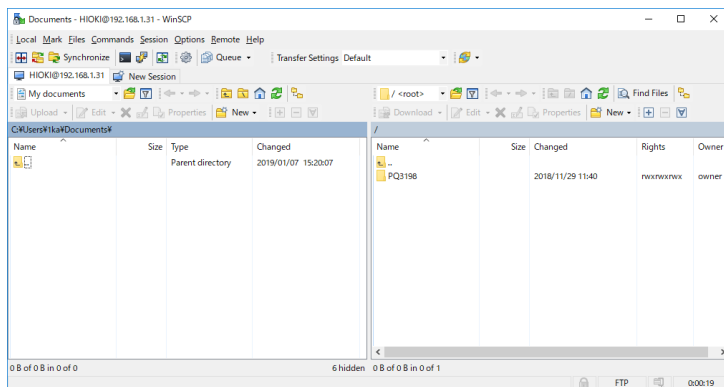 Documents - HIOKI@192.168.1.31 - WinSCP
Local Mark Files Commands Session Options Remote Help
Synchronize Queue Transfer Settings Default
HIOKI@192.168.1.31 New Session
My documents
/ <root> Find Files
Upload Edit Properties New
Download Edit Properties New
C:¥Users¥1ka¥Documents¥
/
Name Size Type Changed
.. Parent directory 2019/01/07 15:20:07
Name Size Changed Rights Owner
..
PQ3198 2018/11/29 11:40 rwxrwxrwx owner
0 B of 0 B in 0 of 0 6 hidden
0 B of 0 B in 0 of 1
FTP 0:00:19